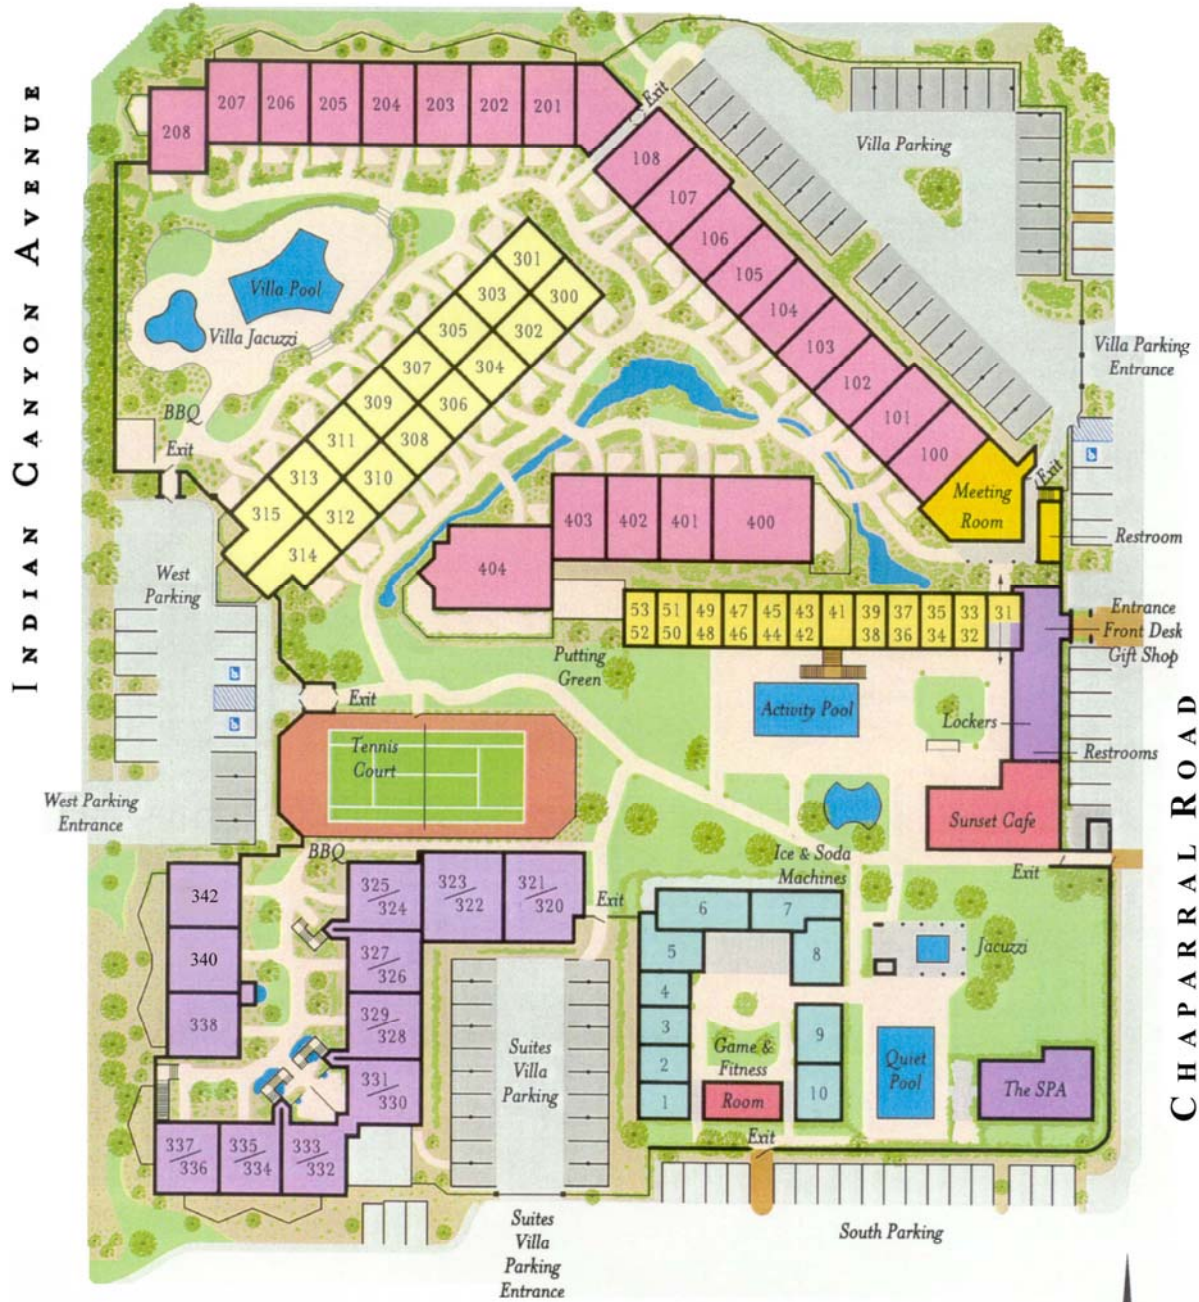 INDIAN CANYON AVENUE
207
206
205
204
203
202
201
208
Exit
108
107
106
105
104
103
102
101
100
Villa Parking
Villa Parking
Entrance
Villa Pool
Villa Jacuzzi
BBQ
Exit
301
300
303
302
305
304
307
306
309
308
311
310
313
312
315
314
Meeting
Room
Exit
Restroom
403
402
401
400
404
West
Parking
53
52
51
50
49
48
47
46
45
44
43
42
41
39
38
37
36
35
34
33
32
31
Entrance
Front Desk
Gift Shop
Putting
Green
Exit
Activity Pool
Lockers
Restrooms
Tennis
Court
West Parking
Entrance
Sunset Cafe
CHAPARRAL ROAD
BBQ
Ice & Soda
Machines
Exit
342
340
338
325/324
323/322
321/320
Exit
327/326
329/328
331/330
337/336
335/334
333/332
6
7
5
8
4
3
9
2
10
1
Game &
Fitness
Room
Jacuzzi
Quiet
Pool
The SPA
Suites
Villa
Parking
Exit
Suites
Villa
Parking
Entrance
South Parking